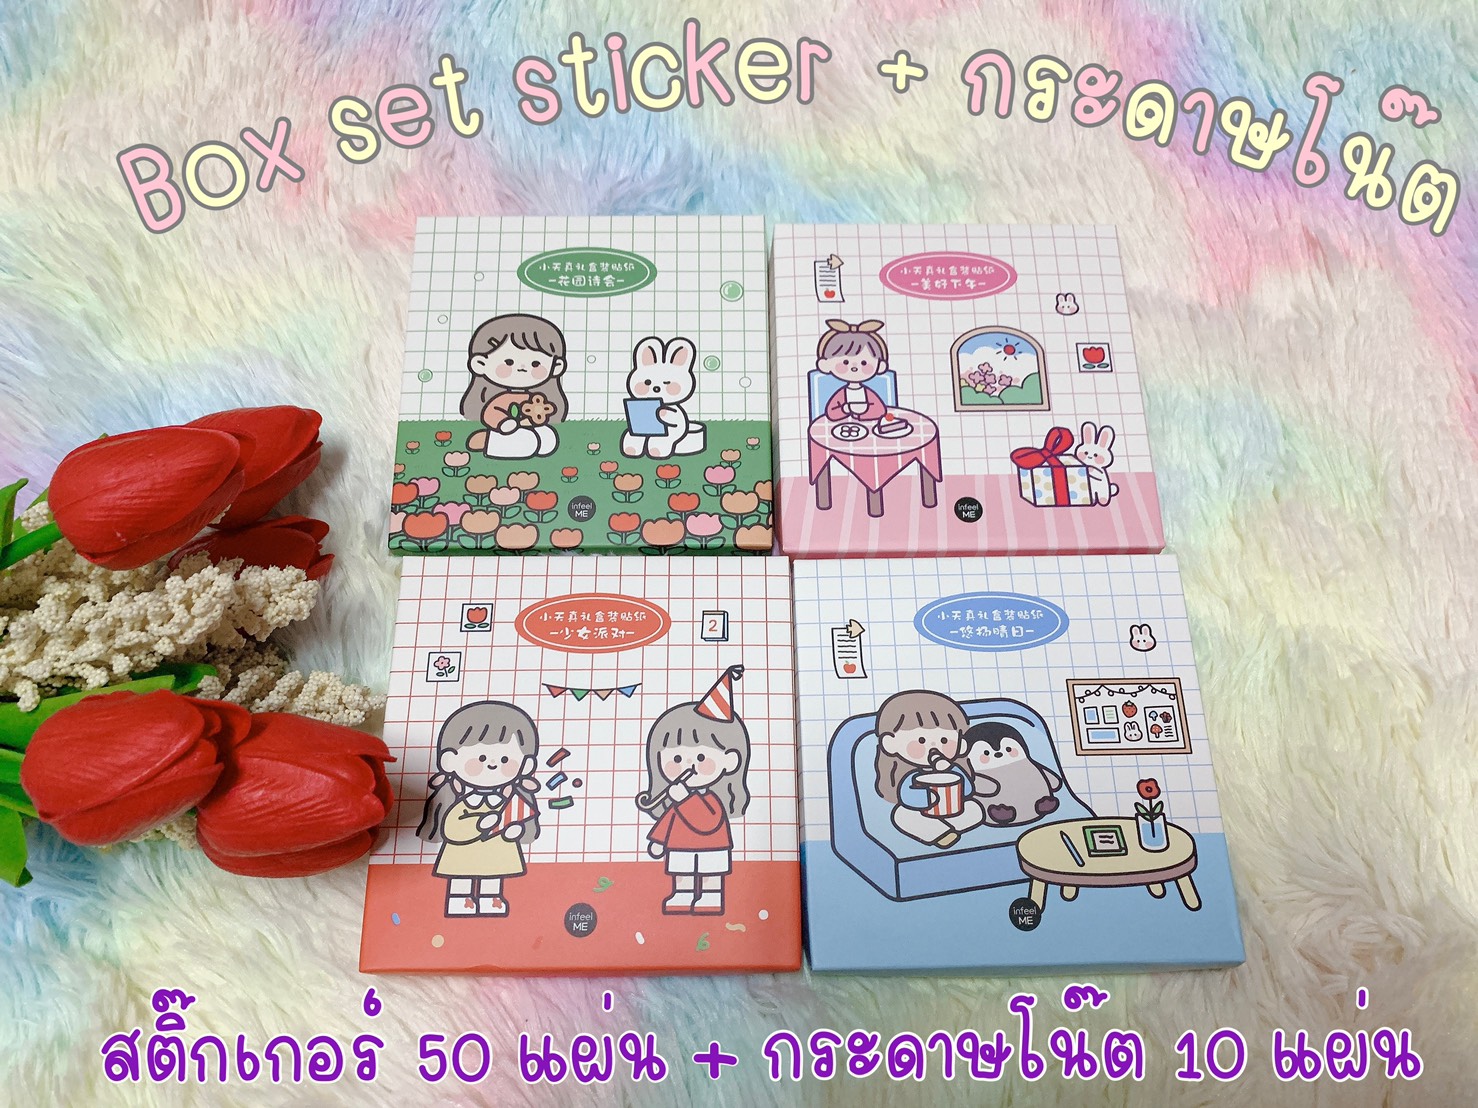 Box set sticker + กระดาษโน๊ต
小天真礼盒装贴纸
-花园诗会-
infeel
ME
小天真礼盒装贴纸
-美好下午-
infeel
ME
小天真礼盒装贴纸
-少女派对-
2
infeel
ME
小天真礼盒装贴纸
-悠扬晴日-
infeel
ME
สติ๊กเกอร์ 50 แผ่น + กระดาษโน๊ต 10 แผ่น